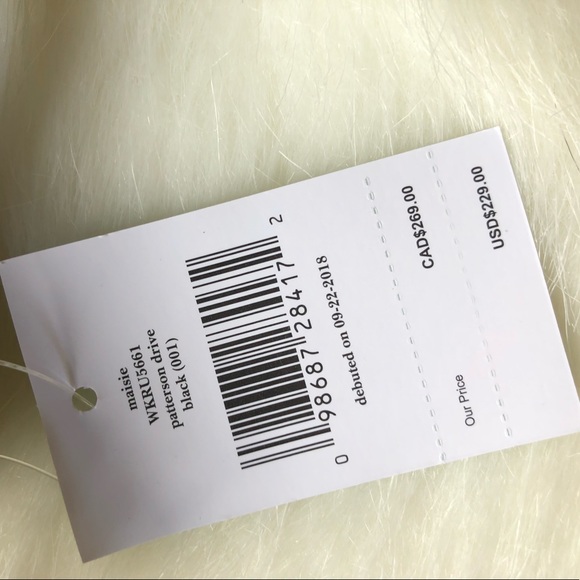 maisie
WKRU5661
patterson drive
black (001)
0 98687 28417 2
debuted on 09-22-2018
CAD$269.00
Our Price
USD$229.00